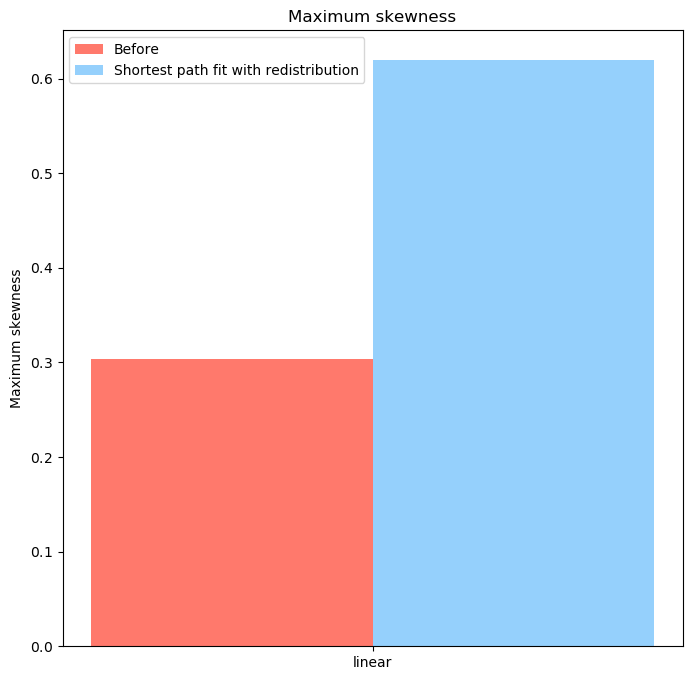 Maximum skewness
Before
Shortest path fit with redistribution
Maximum skewness
0.6
0.5
0.4
0.3
0.2
0.1
0.0
linear